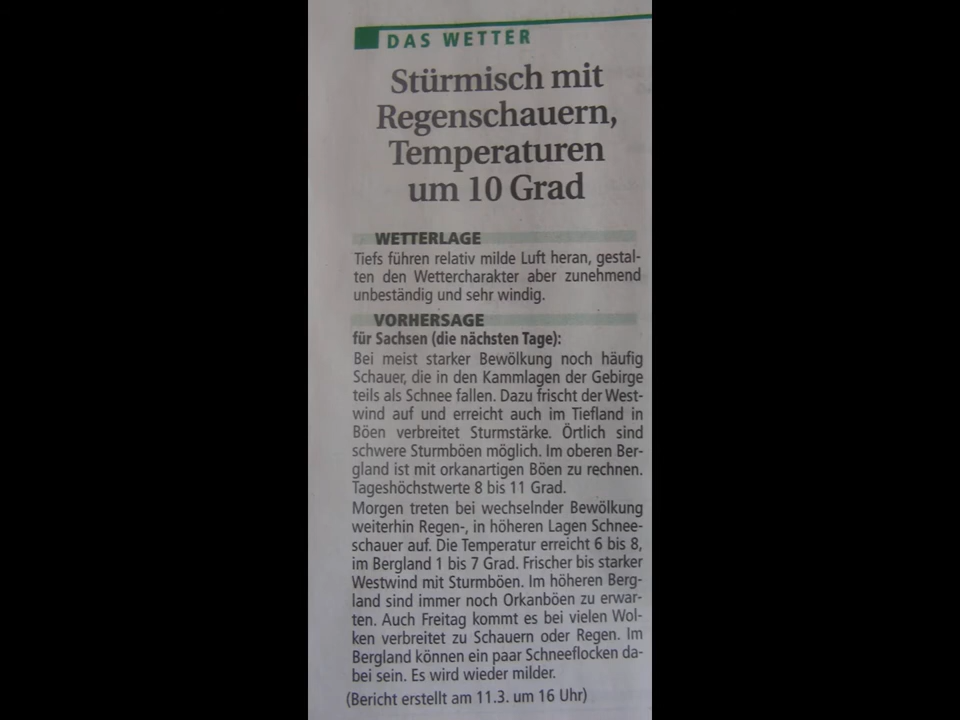 DAS WETTER
Stürmisch mit
Regenschauern,
Temperaturen
um 10 Grad
WETTERLAGE
Tiefs führen relativ milde Luft heran, gestal-
ten den Wettercharakter aber zunehmend
unbeständig und sehr windig.
VORHERSAGE
für Sachsen (die nächsten Tage):
Bei meist starker Bewölkung noch häufig
Schauer, die in den Kammlagen der Gebirge
teils als Schnee fallen. Dazu frischt der West-
wind auf und erreicht auch im Tiefland in
Böen verbreitet Sturmstärke. Örtlich sind
schwere Sturmböen möglich. Im oberen Ber-
gland ist mit orkanartigen Böen zu rechnen.
Tageshöchstwerte 8 bis 11 Grad.
Morgen treten bei wechselnder Bewölkung
weiterhin Regen-, in höheren Lagen Schnee-
schauer auf. Die Temperatur erreicht 6 bis 8,
im Bergland 1 bis 7 Grad. Frischer bis starker
Westwind mit Sturmböen. Im höheren Berg-
land sind immer noch Orkanböen zu erwar-
ten. Auch Freitag kommt es bei vielen Wol-
ken verbreitet zu Schauern oder Regen. Im
Bergland können ein paar Schneeflocken da-
bei sein. Es wird wieder milder.
(Bericht erstellt am 11.3. um 16 Uhr)